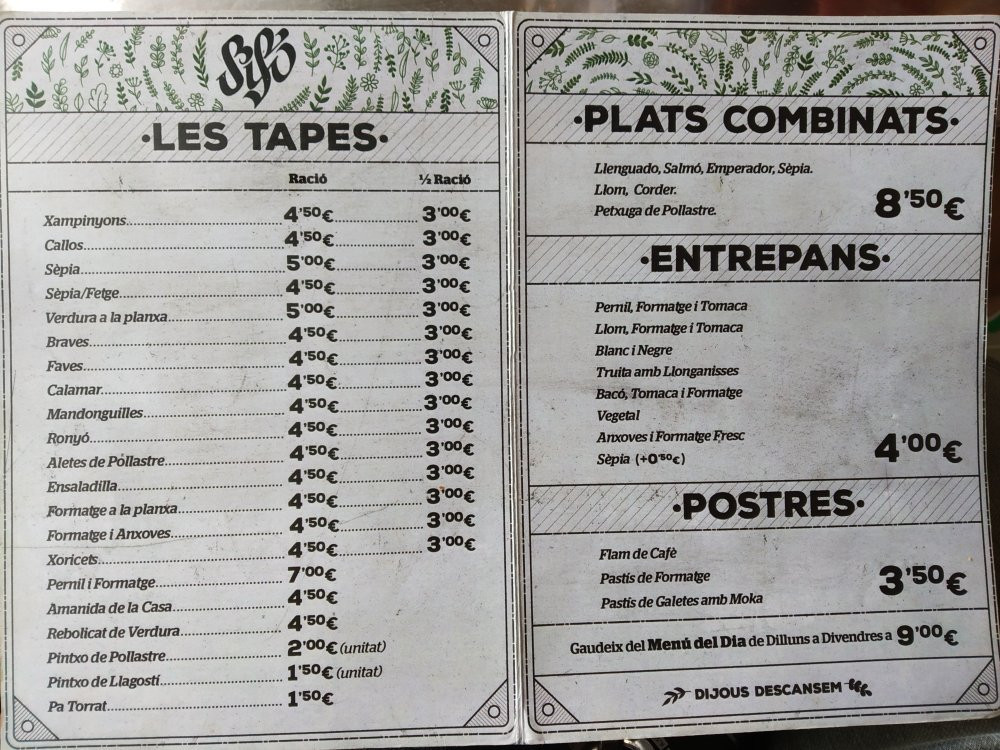 Sifó
·LES TAPES·
Ració ½ Ració
Xampinyons 4'50€ 3'00€
Callos 4'50€ 3'00€
Sèpia 5'00€ 3'00€
Sèpia/Fetge 4'50€ 3'00€
Verdura a la planxa 5'00€ 3'00€
Braves 4'50€ 3'00€
Faves 4'50€ 3'00€
Calamar 4'50€ 3'00€
Mandonguilles 4'50€ 3'00€
Ronyó 4'50€ 3'00€
Aletes de Pollastre 4'50€ 3'00€
Ensaladilla 4'50€ 3'00€
Formatge a la planxa 4'50€ 3'00€
Formatge i Anxoves 4'50€ 3'00€
Xoricets 4'50€ 3'00€
Pernil i Formatge 7'00€
Amanida de la Casa 4'50€
Rebolicat de Verdura 4'50€
Pintxo de Pollastre 2'00€ (unitat)
Pintxo de Llagostí 1'50€ (unitat)
Pa Torrat 1'50€
·PLATS COMBINATS·
Llenguado, Salmó, Emperador, Sèpia.
Llom, Corder.
Petxuga de Pollastre.
8'50€
·ENTREPANS·
Pernil, Formatge i Tomaca
Llom, Formatge i Tomaca
Blanc i Negre
Truita amb Llonganisses
Bacó, Tomaca i Formatge
Vegetal
Anxoves i Formatge Fresc
Sèpia (+0'50€)
4'00€
·POSTRES·
Flam de Cafè
Pastís de Formatge
Pastís de Galetes amb Moka
3'50€
Gaudeix del Menú del Dia de Dilluns a Divendres a 9'00€
DIJOUS DESCANSEM